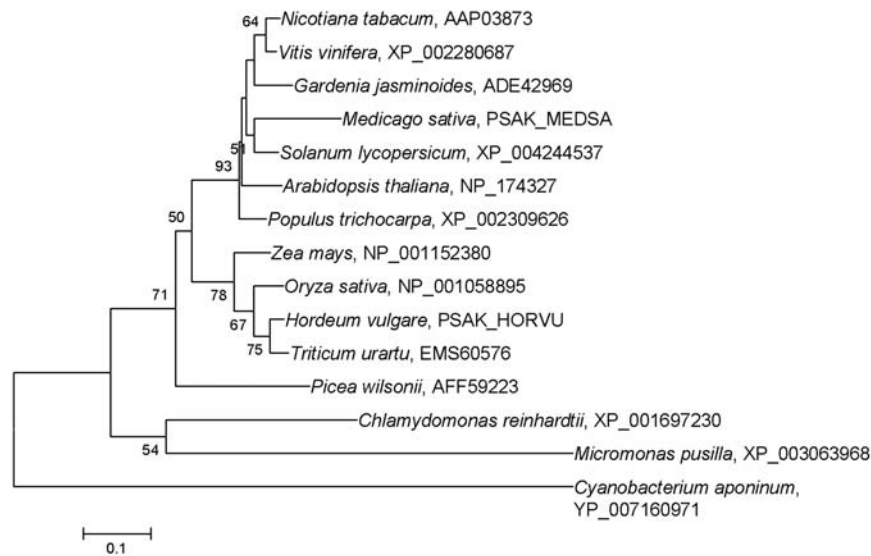 64
Nicotiana tabacum, AAP03873
Vitis vinifera, XP_002280687
Gardenia jasminoides, ADE42969
Medicago sativa, PSAK_MEDSA
51
Solanum lycopersicum, XP_004244537
93
Arabidopsis thaliana, NP_174327
50
Populus trichocarpa, XP_002309626
Zea mays, NP_001152380
71
78
Oryza sativa, NP_001058895
67
Hordeum vulgare, PSAK_HORVU
75
Triticum urartu, EMS60576
Picea wilsonii, AFF59223
Chlamydomonas reinhardtii, XP_001697230
54
Micromonas pusilla, XP_003063968
Cyanobacterium aponinum,
YP_007160971
0.1